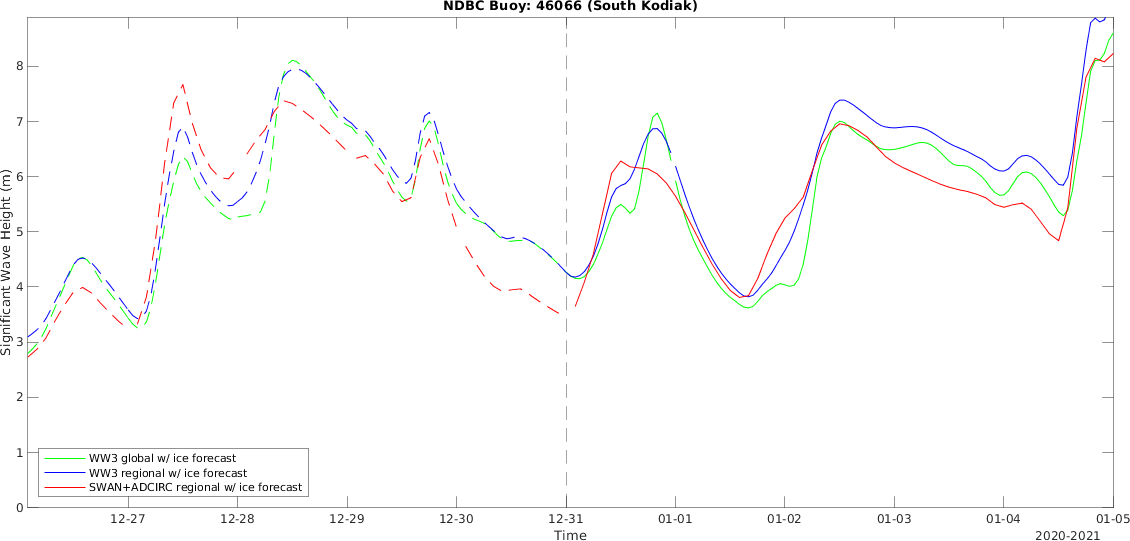 NDBC Buoy: 46066 (South Kodiak)
Significant Wave Height (m)
8
7
6
5
4
3
2
1
0
WW3 global w/ ice forecast
WW3 regional w/ ice forecast
SWAN+ADCIRC regional w/ ice forecast
12-27 12-28 12-29 12-30 12-31 01-01 01-02 01-03 01-04 01-05
Time
2020-2021